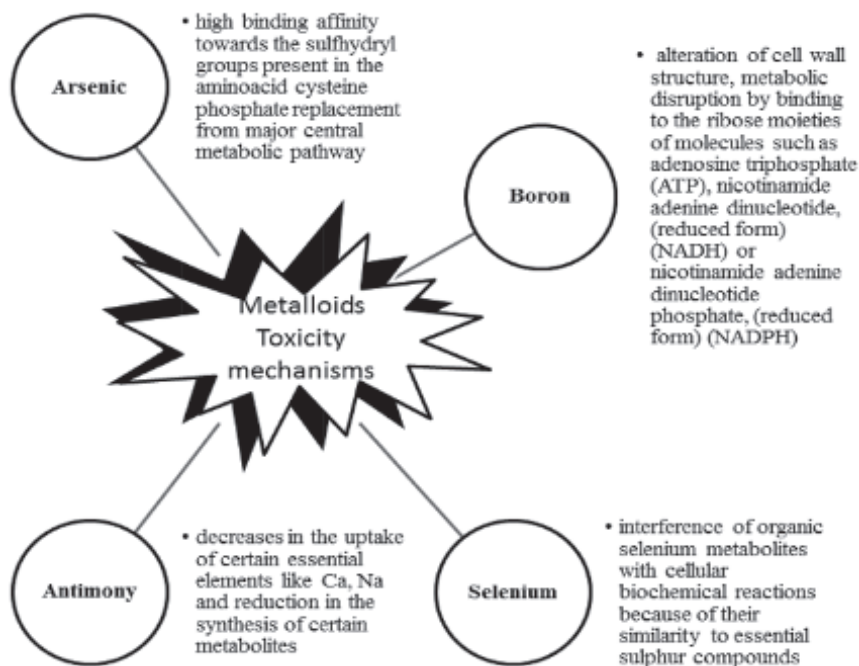 Arsenic
• high binding affinity
towards the sulfhydryl
groups present in the
aminoacid cysteine
phosphate replacement
from major central
metabolic pathway
Boron
• alteration of cell wall
structure, metabolic
disruption by binding
to the ribose moieties
of molecules such as
adenosine triphosphate
(ATP), nicotinamide
adenine dinucleotide,
(reduced form)
(NADH) or
nicotinamide adenine
dinucleotide
phosphate, (reduced
form) (NADPH)
Metalloids
Toxicity
mechanisms
Antimony
• decreases in the uptake
of certain essential
elements like Ca, Na
and reduction in the
synthesis of certain
metabolites
Selenium
• interference of organic
selenium metabolites
with cellular
biochemical reactions
because of their
similarity to essential
sulphur compounds